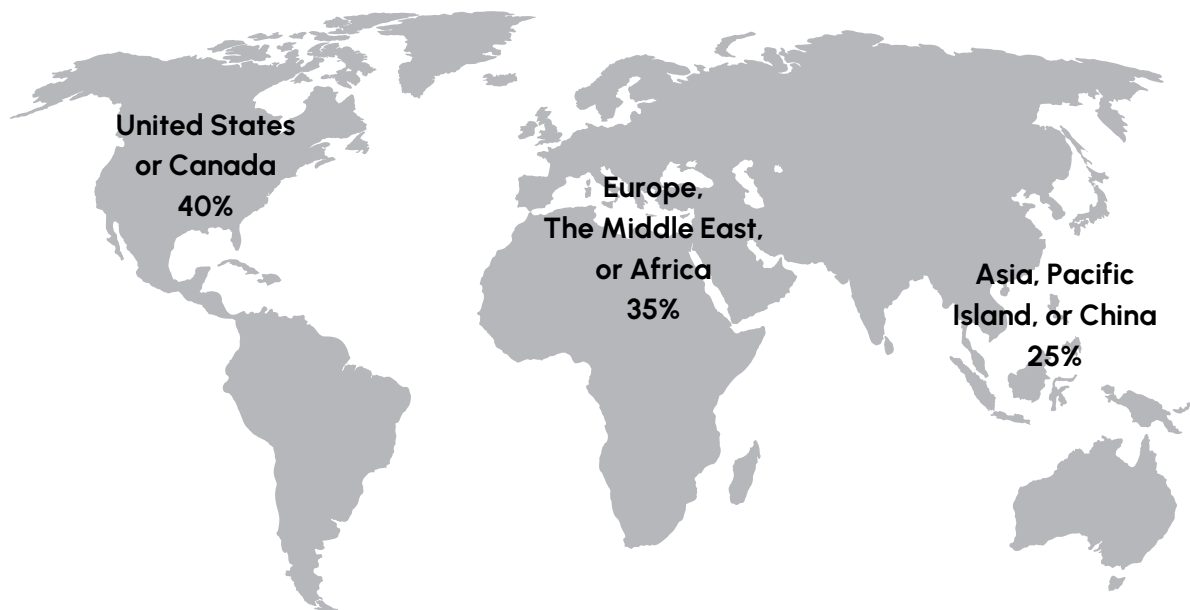 United States
or Canada
40%
Europe,
The Middle East,
or Africa
35%
Asia, Pacific
Island, or China
25%